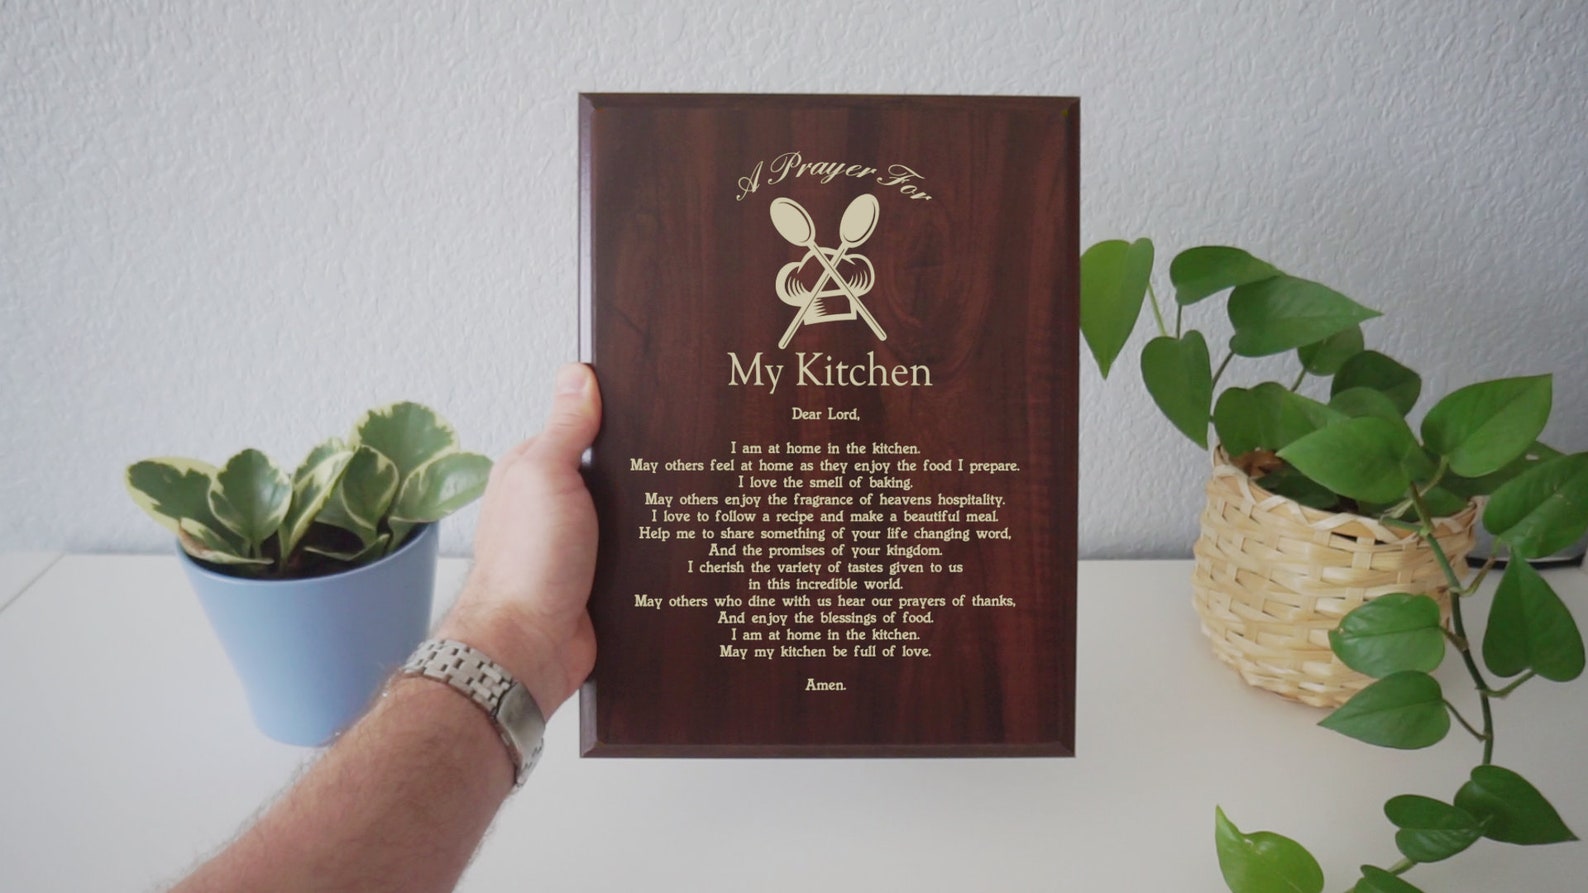 A Prayer For
My Kitchen
Dear Lord,
I am at home in the kitchen.
May others feel at home as they enjoy the food I prepare.
I love the smell of baking.
May others enjoy the fragrance of heavens hospitality.
I love to follow a recipe and make a beautiful meal.
Help me to share something of your life changing word,
And the promises of your kingdom.
I cherish the variety of tastes given to us
in this incredible world.
May others who dine with us hear our prayers of thanks,
And enjoy the blessings of food.
I am at home in the kitchen.
May my kitchen be full of love.
Amen.